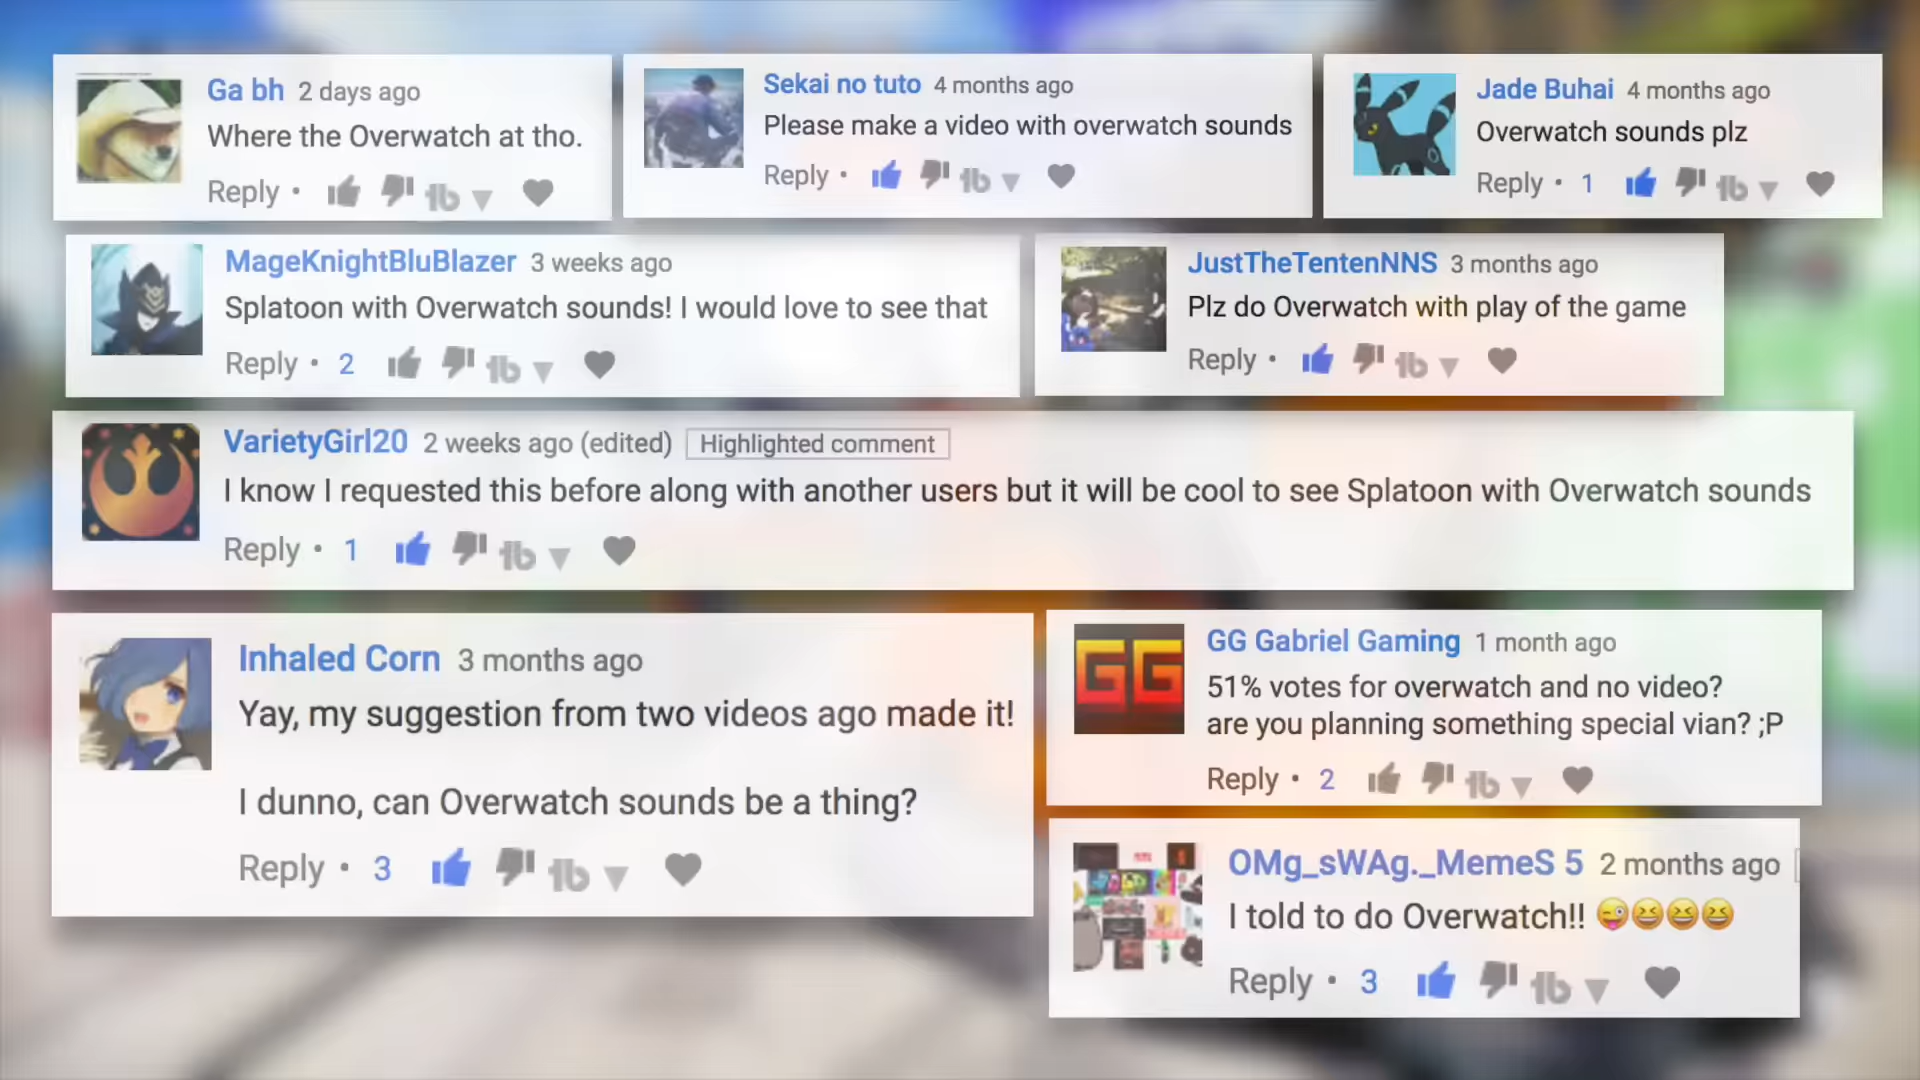 Ga bh 2 days ago
Where the Overwatch at tho.
Reply •
Sekai no tuto 4 months ago
Please make a video with overwatch sounds
Reply •
Jade Buhai 4 months ago
Overwatch sounds plz
Reply • 1
MageKnightBluBlazer 3 weeks ago
Splatoon with Overwatch sounds! I would love to see that
Reply • 2
JustTheTentenNNS 3 months ago
Plz do Overwatch with play of the game
Reply •
VarietyGirl20 2 weeks ago (edited) Highlighted comment
I know I requested this before along with another users but it will be cool to see Splatoon with Overwatch sounds
Reply • 1
Inhaled Corn 3 months ago
Yay, my suggestion from two videos ago made it!
I dunno, can Overwatch sounds be a thing?
Reply • 3
GG
GG Gabriel Gaming 1 month ago
51% votes for overwatch and no video?
are you planning something special vian? ;P
Reply • 2
OMg_sWAg._MemeS 5 2 months ago
I told to do Overwatch!! 😜😆😆😆
Reply • 3